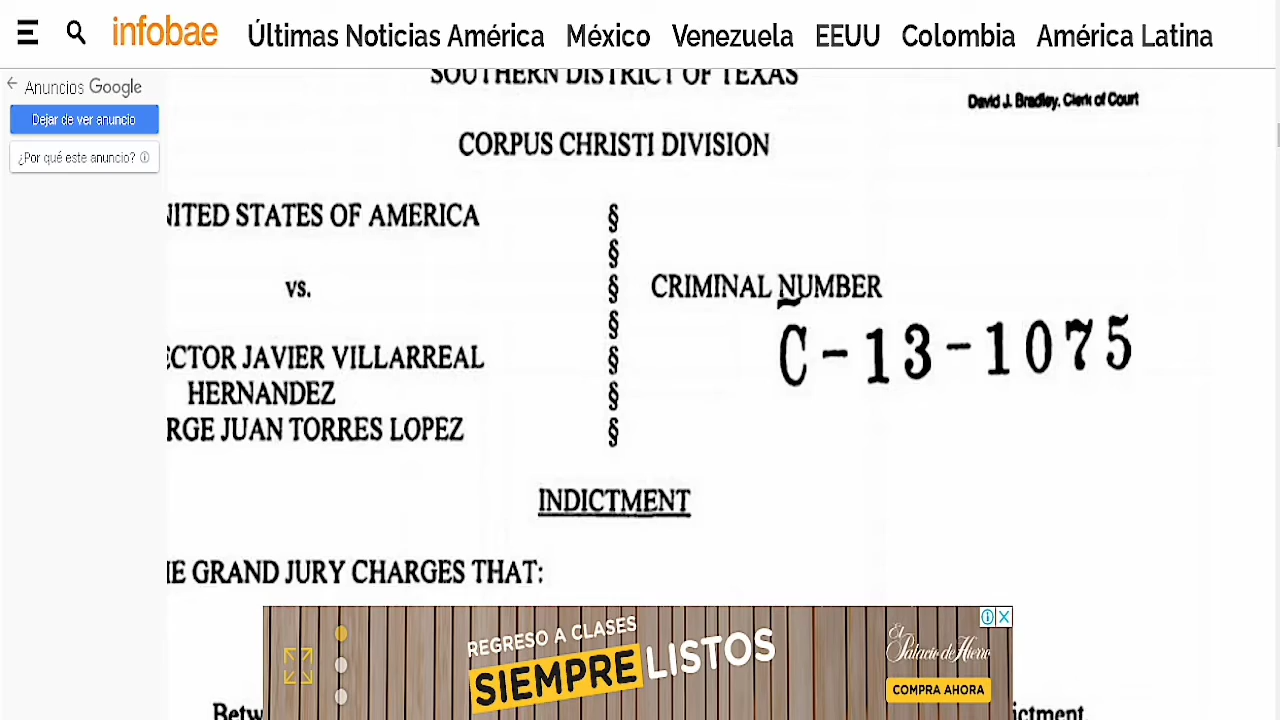 infobae Últimas Noticias América México Venezuela EEUU Colombia América Latina
Anuncios Google
Dejar de ver anuncio
¿Por qué este anuncio?
SOUTHERN DISTRICT OF TEXAS
David J. Bradley, Clerk of Court
CORPUS CHRISTI DIVISION
NITED STATES OF AMERICA §
§
vs. § CRIMINAL NUMBER
§ C-13-1075
ECTOR JAVIER VILLARREAL §
HERNANDEZ §
RGE JUAN TORRES LOPEZ §
INDICTMENT
HE GRAND JURY CHARGES THAT:
REGRESO A CLASES
SIEMPRE LISTOS
El Palacio de Hierro
COMPRA AHORA